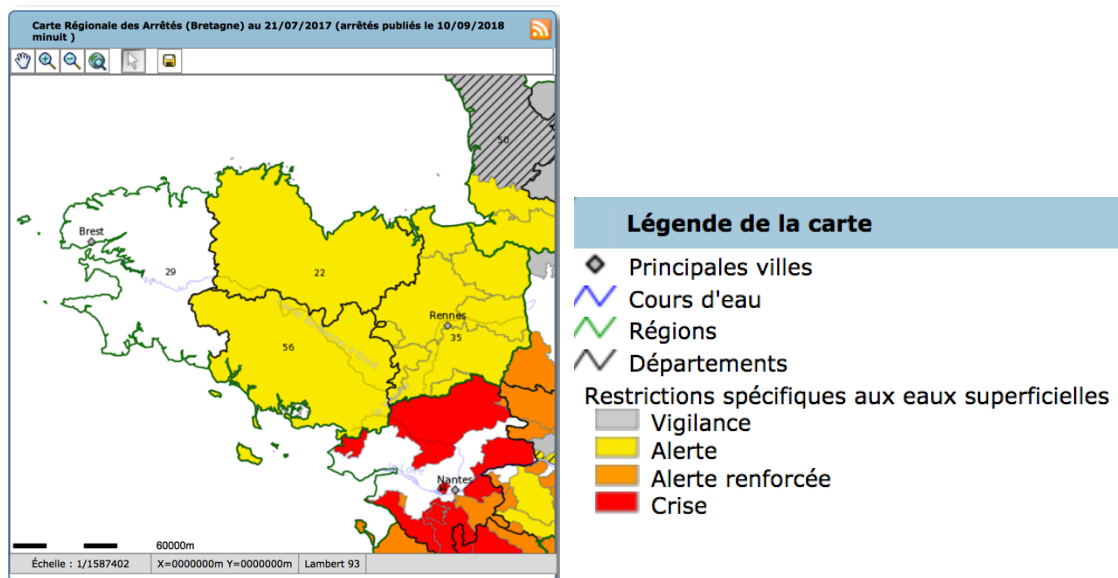 Carte Régionale des Arrêtés (Bretagne) au 21/07/2017 (arrêtés publiés le 10/09/2018
minuit )
50
Brest
29
22
Rennes
35
56
Nantes
60000m
Échelle : 1/1587402
X=0000000m Y=0000000m
Lambert 93
Légende de la carte
Principales villes
Cours d'eau
Régions
Départements
Restrictions spécifiques aux eaux superficielles
Vigilance
Alerte
Alerte renforcée
Crise